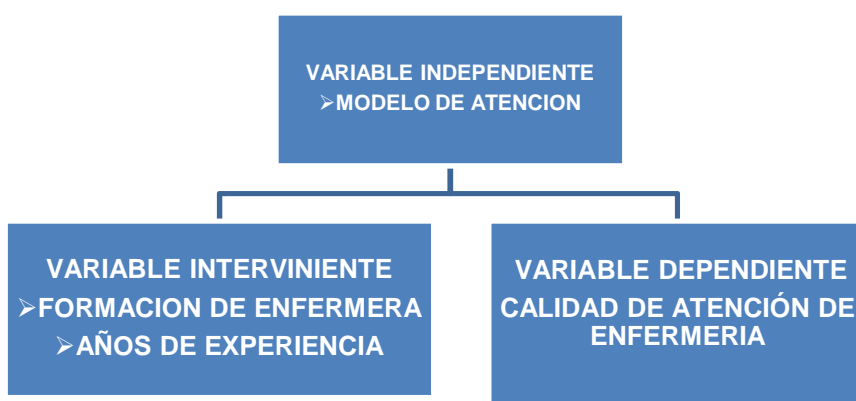 VARIABLE INDEPENDIENTE
➢MODELO DE ATENCION
VARIABLE INTERVINIENTE
➢FORMACION DE ENFERMERA
➢AÑOS DE EXPERIENCIA
VARIABLE DEPENDIENTE
CALIDAD DE ATENCIÓN DE
ENFERMERIA